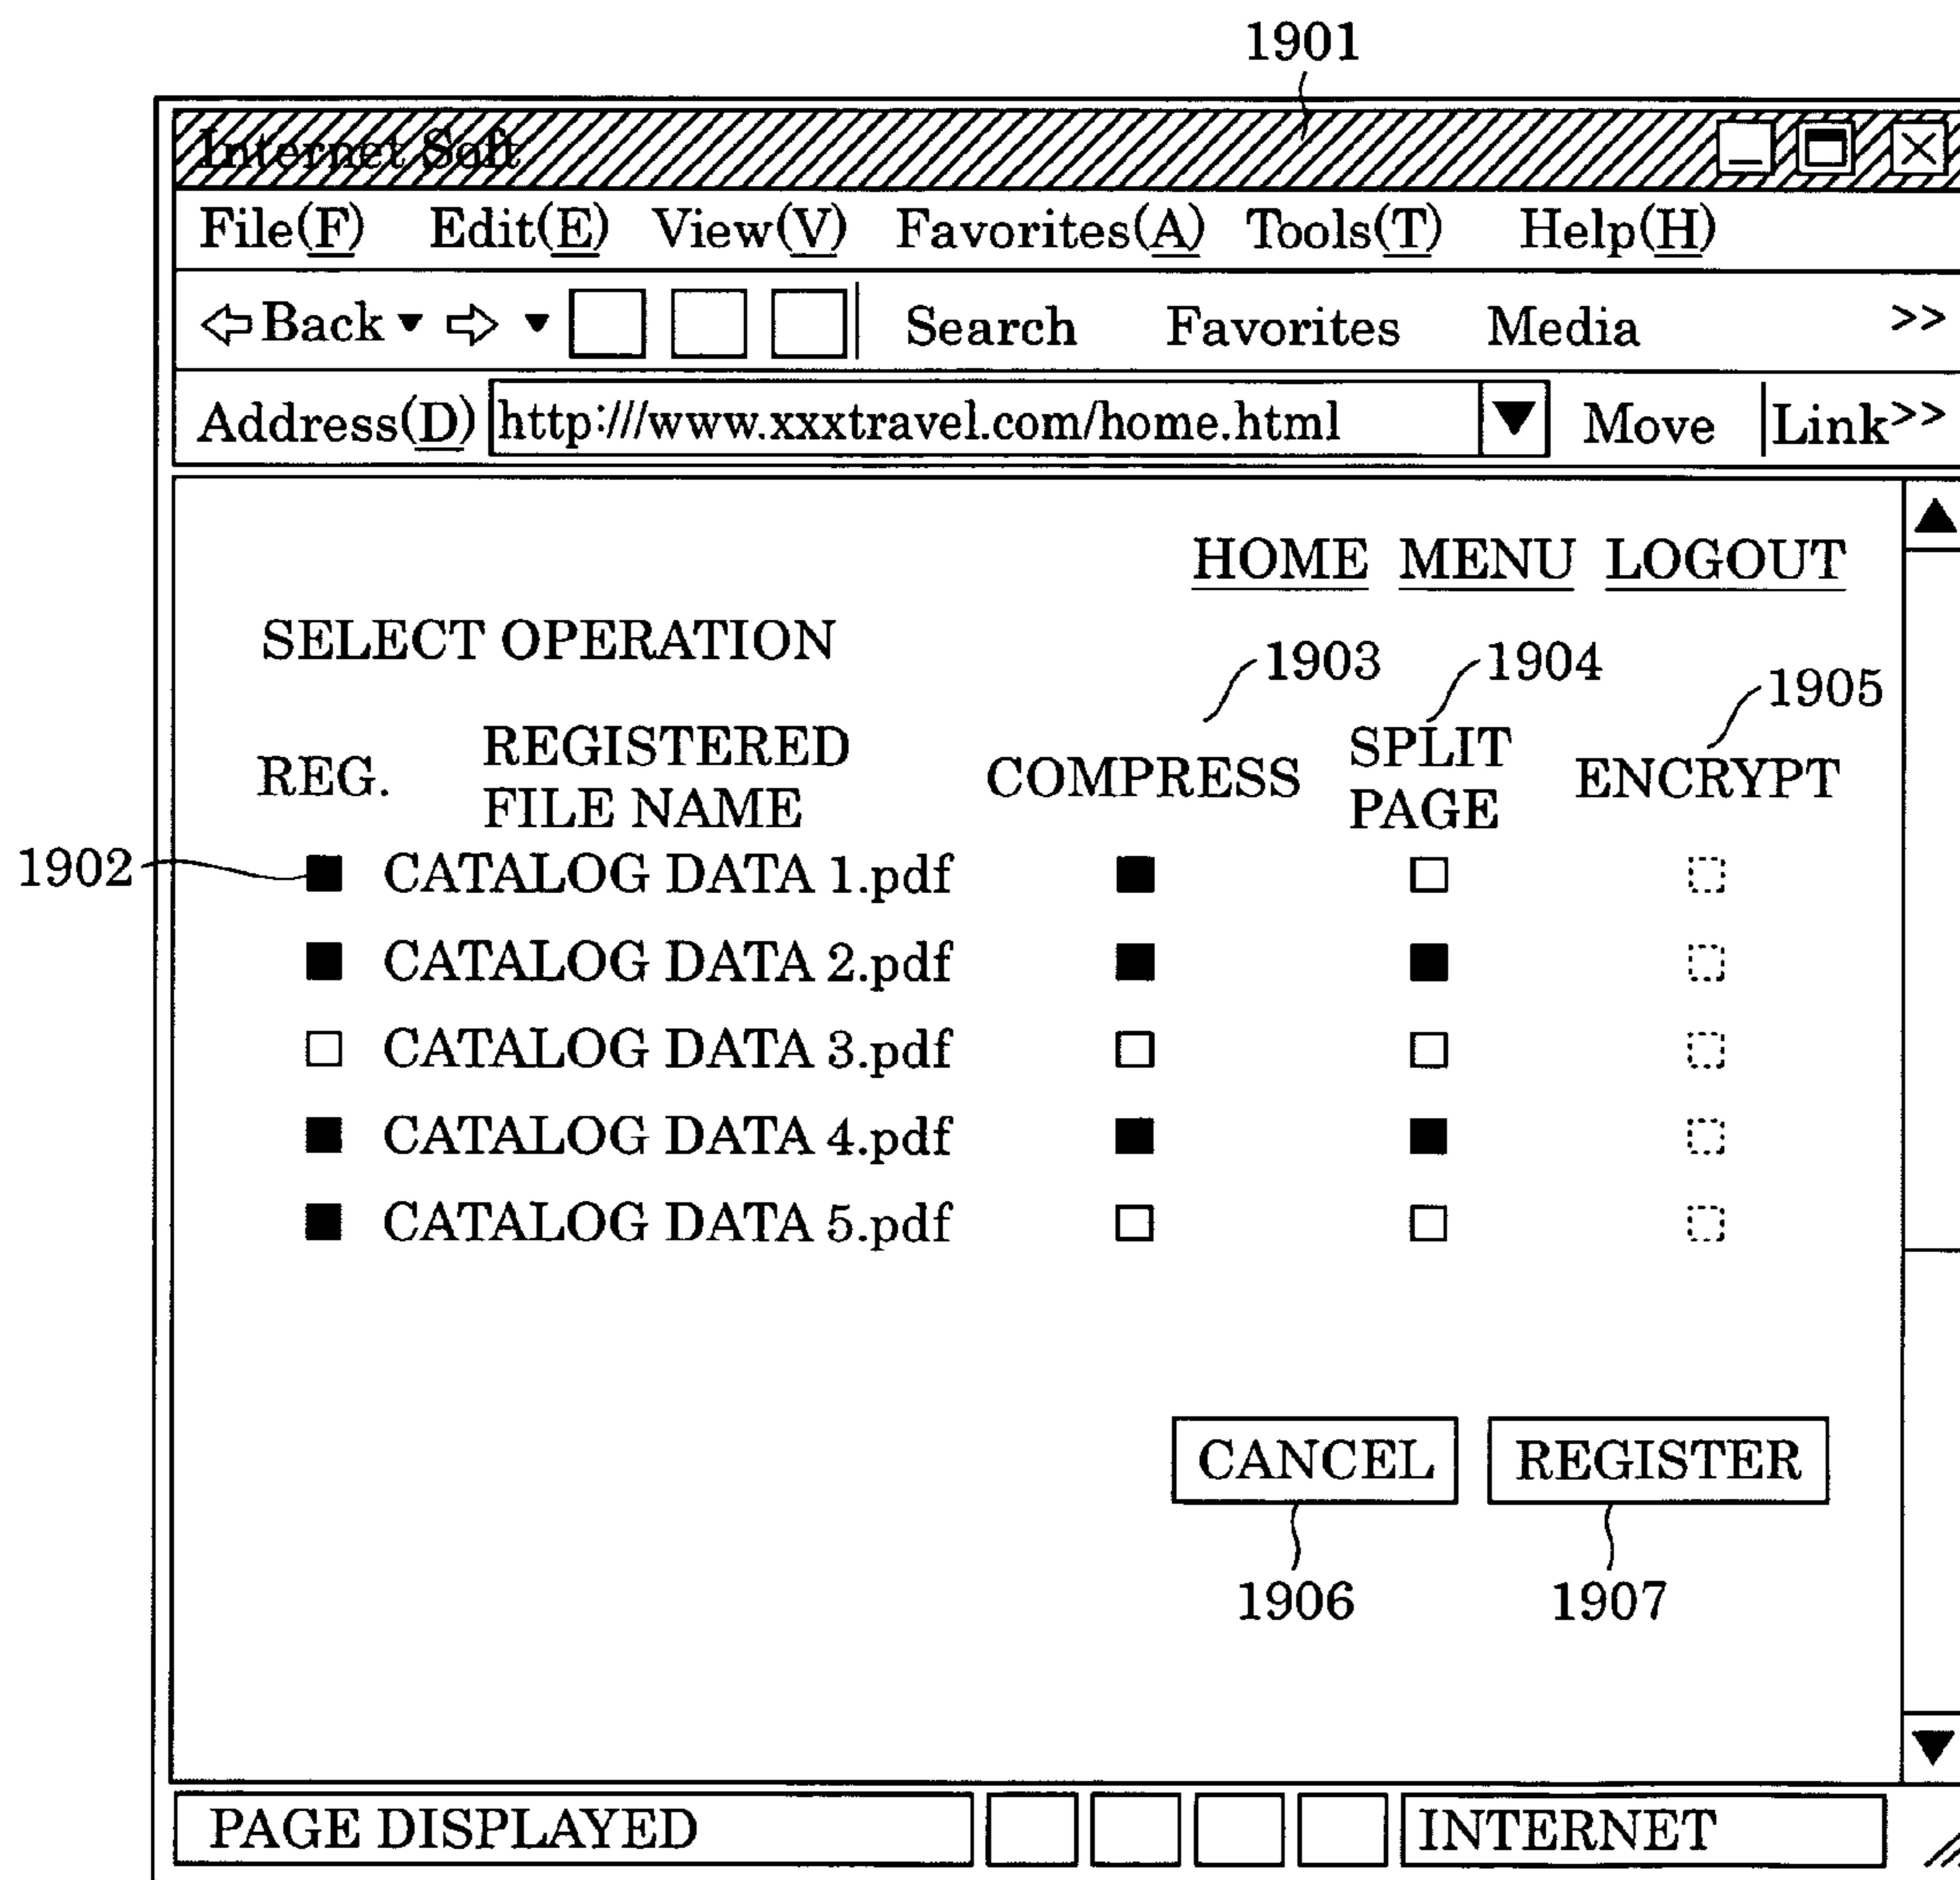 1901
Internet Soft
File(F) Edit(E) View(V) Favorites(A) Tools(T) Help(H)
Back Search Favorites Media >>
Address(D) http:///www.xxxtravel.com/home.html Move Link>>
HOME MENU LOGOUT
SELECT OPERATION
1903 1904 1905
REG. REGISTERED FILE NAME COMPRESS SPLIT PAGE ENCRYPT
1902 CATALOG DATA 1.pdf
CATALOG DATA 2.pdf
CATALOG DATA 3.pdf
CATALOG DATA 4.pdf
CATALOG DATA 5.pdf
CANCEL REGISTER
1906 1907
PAGE DISPLAYED INTERNET